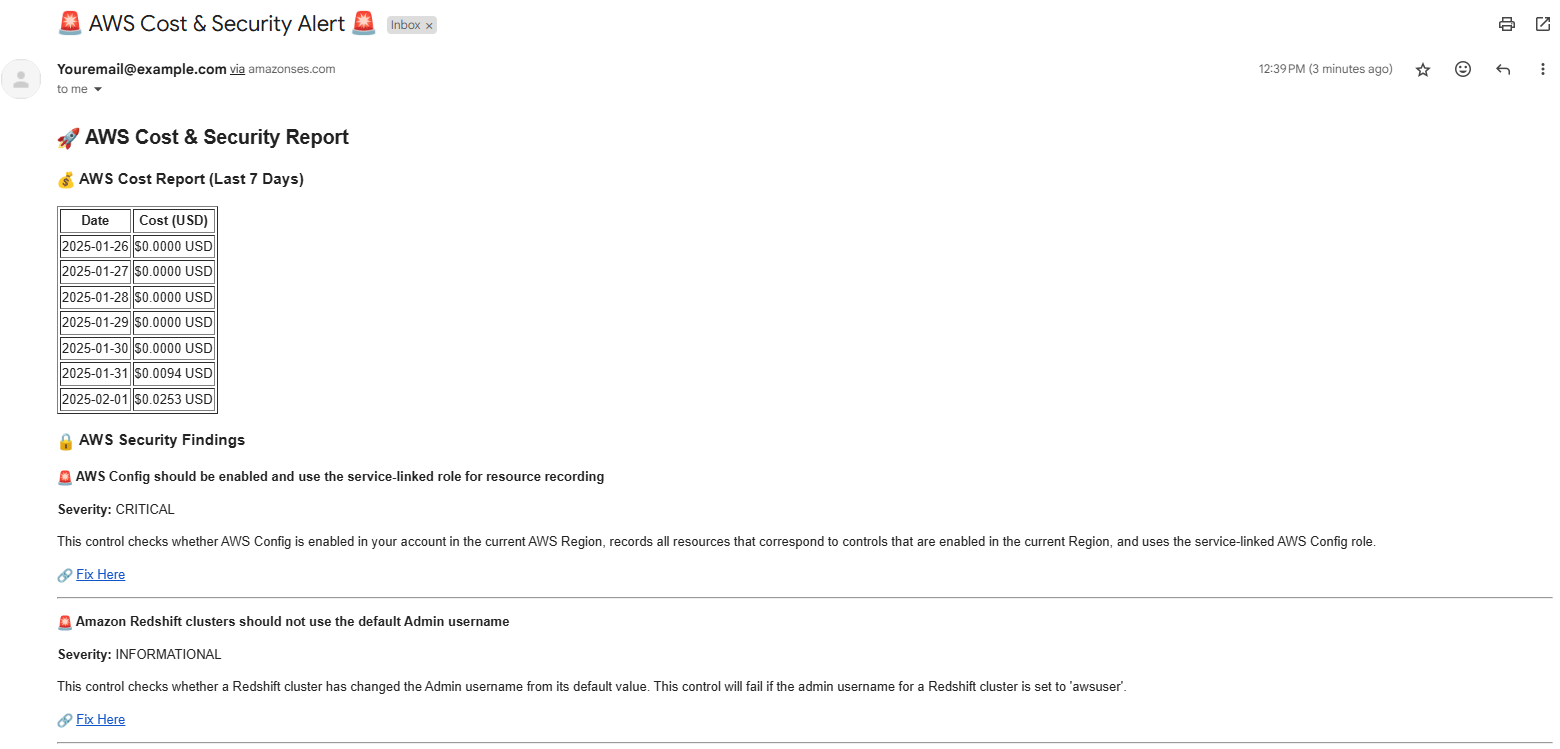 🚨 AWS Cost & Security Alert 🚨 Inbox ×
Youremail@example.com via amazonses.com 12:39 PM (3 minutes ago)
to me
🚀 AWS Cost & Security Report
💰 AWS Cost Report (Last 7 Days)
Date Cost (USD)
2025-01-26 $0.0000 USD
2025-01-27 $0.0000 USD
2025-01-28 $0.0000 USD
2025-01-29 $0.0000 USD
2025-01-30 $0.0000 USD
2025-01-31 $0.0094 USD
2025-02-01 $0.0253 USD
🔒 AWS Security Findings
🚨 AWS Config should be enabled and use the service-linked role for resource recording
Severity: CRITICAL
This control checks whether AWS Config is enabled in your account in the current AWS Region, records all resources that correspond to controls that are enabled in the current Region, and uses the service-linked AWS Config role.
🔗 Fix Here
🚨 Amazon Redshift clusters should not use the default Admin username
Severity: INFORMATIONAL
This control checks whether a Redshift cluster has changed the Admin username from its default value. This control will fail if the admin username for a Redshift cluster is set to 'awsuser'.
🔗 Fix Here